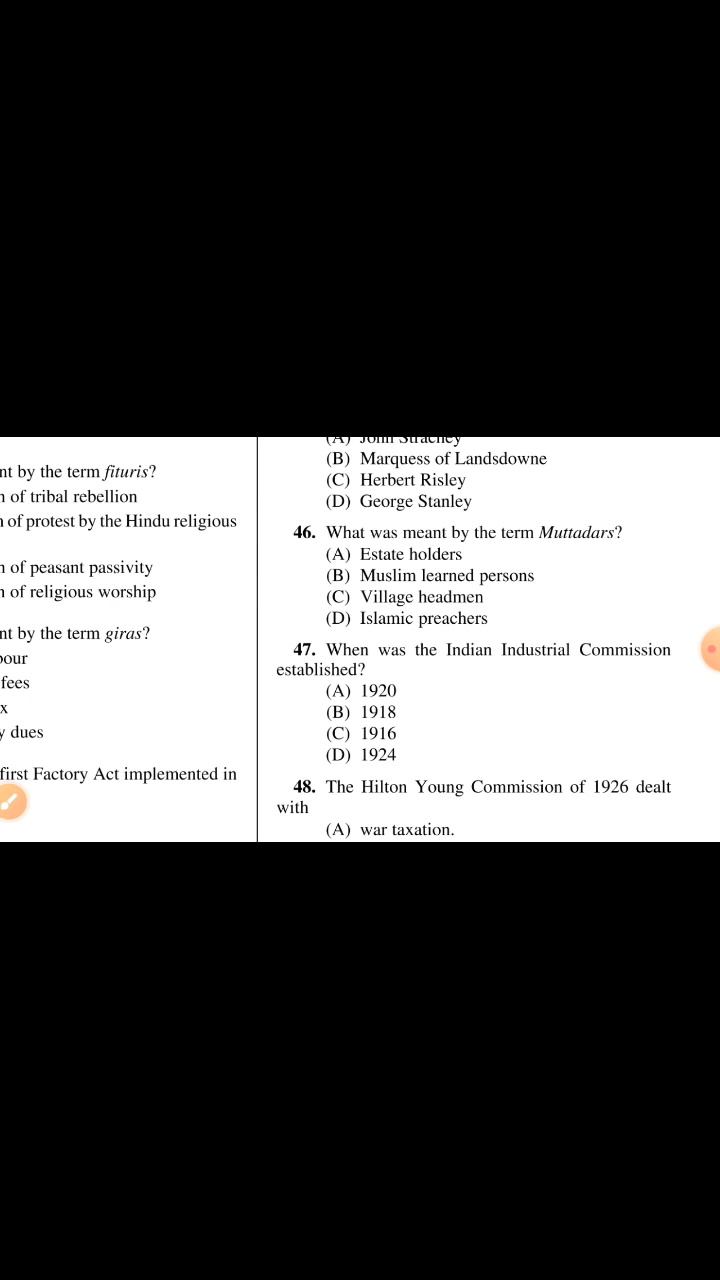 nt by the term fituris?
of tribal rebellion
of protest by the Hindu religious
of peasant passivity
of religious worship
nt by the term giras?
fees
dues
first Factory Act implemented in
(A) John Strachey
(B) Marquess of Landsdowne
(C) Herbert Risley
(D) George Stanley
46. What was meant by the term Muttadars?
(A) Estate holders
(B) Muslim learned persons
(C) Village headmen
(D) Islamic preachers
47. When was the Indian Industrial Commission
established?
(A) 1920
(B) 1918
(C) 1916
(D) 1924
48. The Hilton Young Commission of 1926 dealt
with
(A) war taxation.